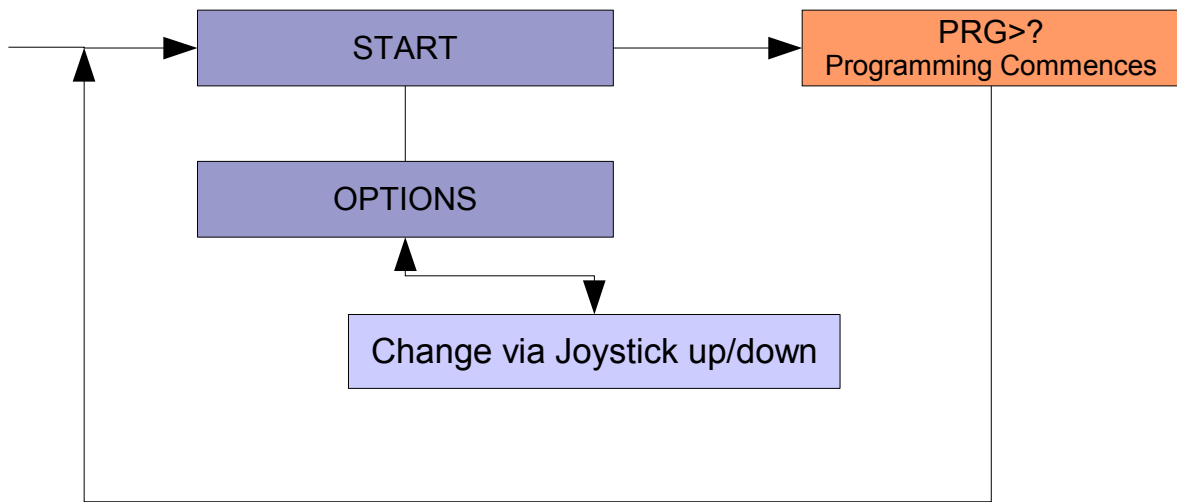 START
PRG>?
Programming Commences
OPTIONS
Change via Joystick up/down